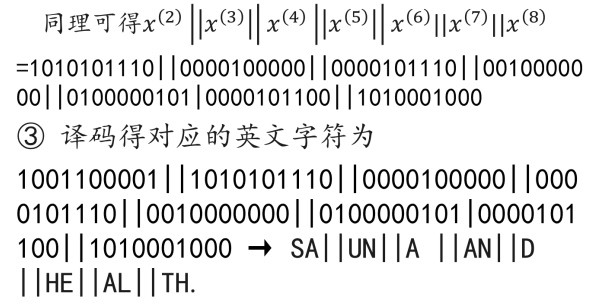 同理可得x^(2)||x^(3)||x^(4)||x^(5)||x^(6)||x^(7)||x^(8)
=1010101110||0000100000||0000101110||00100000
00||0100000101|0000101100||1010001000
③ 译码得对应的英文字符为
1001100001||1010101110||0000100000||000
0101110||0010000000||0100000101|0000101
100||1010001000 → SA||UN||A ||AN||D
||HE||AL||TH.